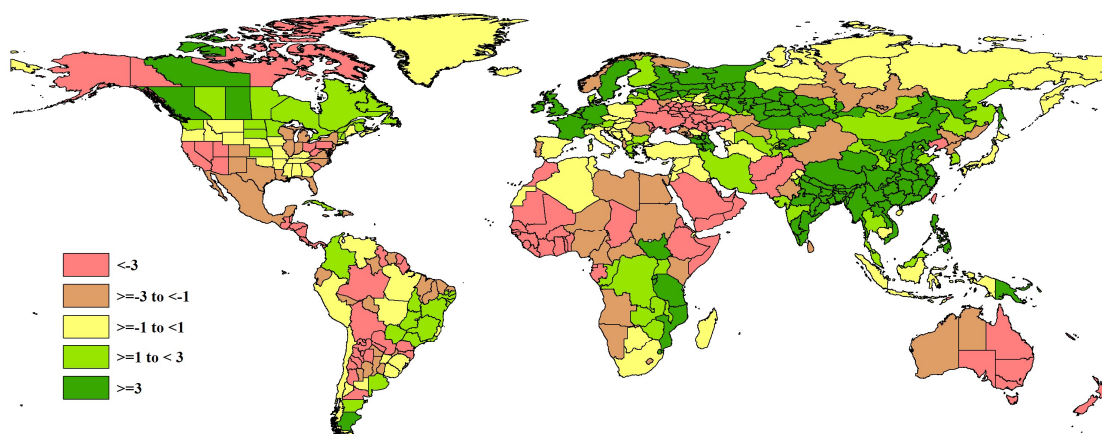 <-3
>=-3 to <-1
>=-1 to <1
>=1 to < 3
>=3